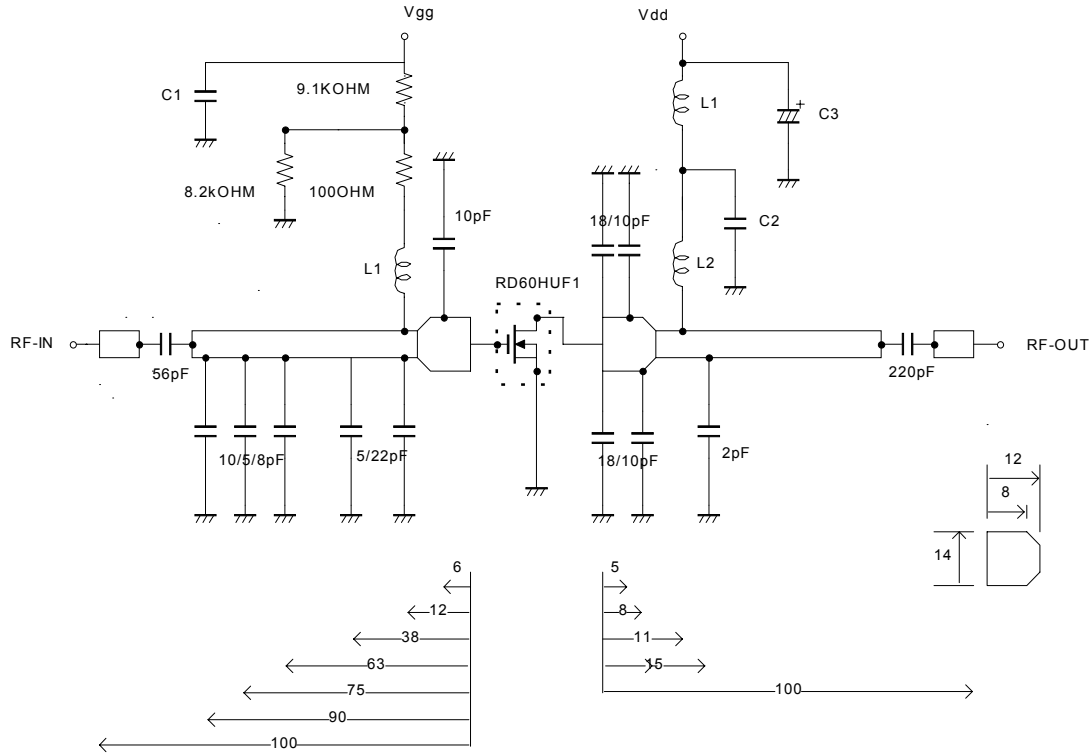 Vgg
Vdd
C1
9.1KOHM
L1
C3
+
8.2kOHM
100OHM
10pF
18/10pF
C2
L1
L2
RD60HUF1
RF-IN
RF-OUT
56pF
220pF
10/5/8pF
5/22pF
18/10pF
2pF
12
8
14
6
5
12
8
38
11
63
15
75
100
90
100